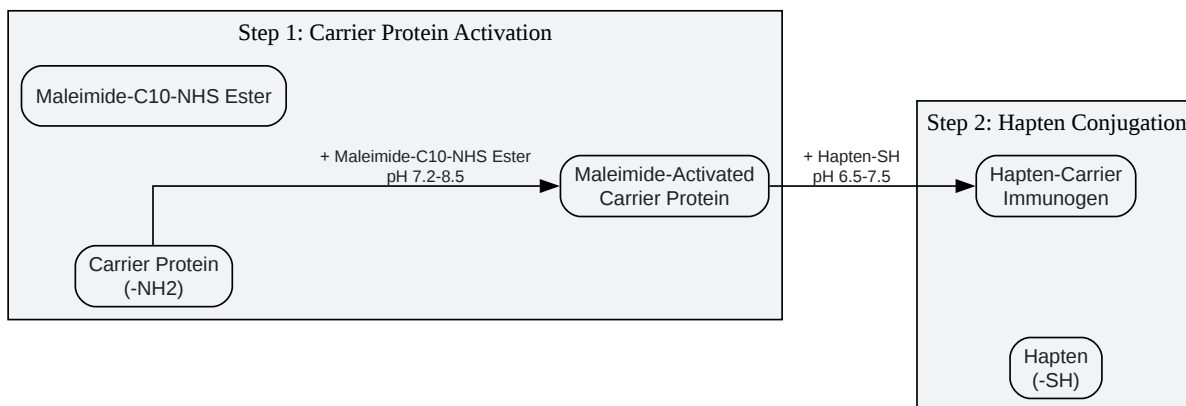 Step 1: Carrier Protein Activation
Maleimide-C10-NHS Ester
+ Maleimide-C10-NHS Ester
pH 7.2-8.5
Carrier Protein
(-NH2)
Maleimide-Activated
Carrier Protein
+ Hapten-SH
pH 6.5-7.5
Step 2: Hapten Conjugation
Hapten-Carrier
Immunogen
Hapten
(-SH)